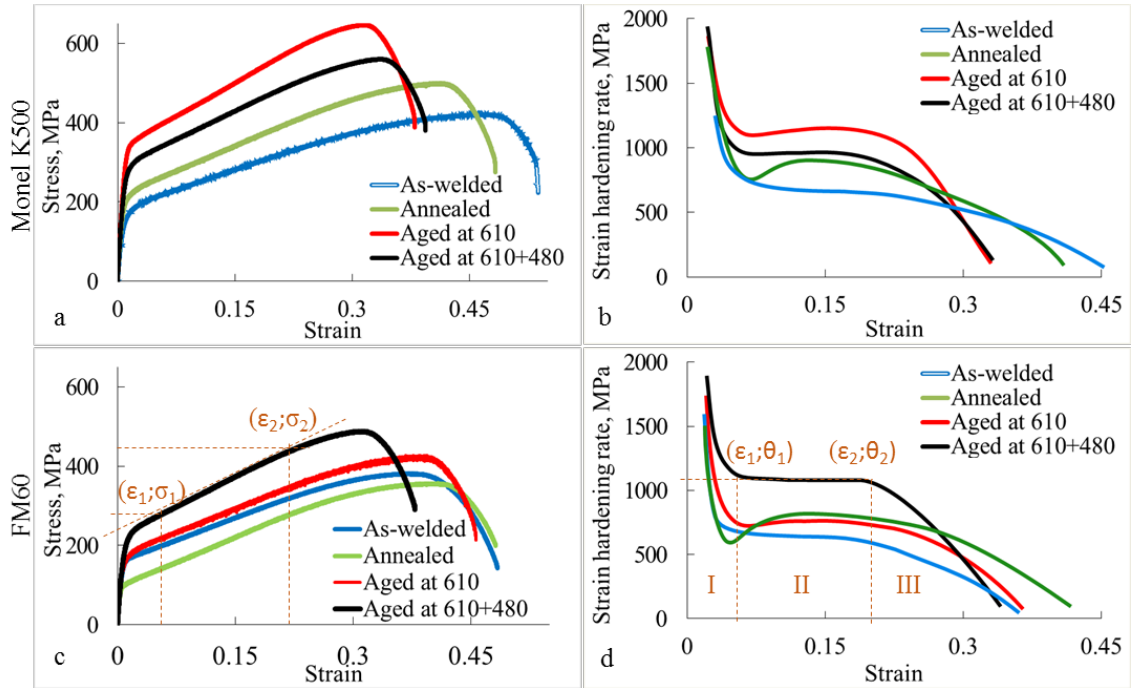 Monel K500
Stress, MPa
600
400
200
0
0 0.15 0.3 0.45
Strain
a
As-welded
Annealed
Aged at 610
Aged at 610+480
Strain hardening rate, MPa
2000
1500
1000
500
0
0 0.15 0.3 0.45
Strain
b
As-welded
Annealed
Aged at 610
Aged at 610+480
FM60
Stress, MPa
600
400
200
0
0 0.15 0.3 0.45
Strain
c
(ε₂;σ₂)
(ε₁;σ₁)
As-welded
Annealed
Aged at 610
Aged at 610+480
Strain hardening rate, MPa
2000
1500
1000
500
0
0 0.15 0.3 0.45
Strain
d
As-welded
Annealed
Aged at 610
Aged at 610+480
(ε₁;θ₁) (ε₂;θ₂)
I II III